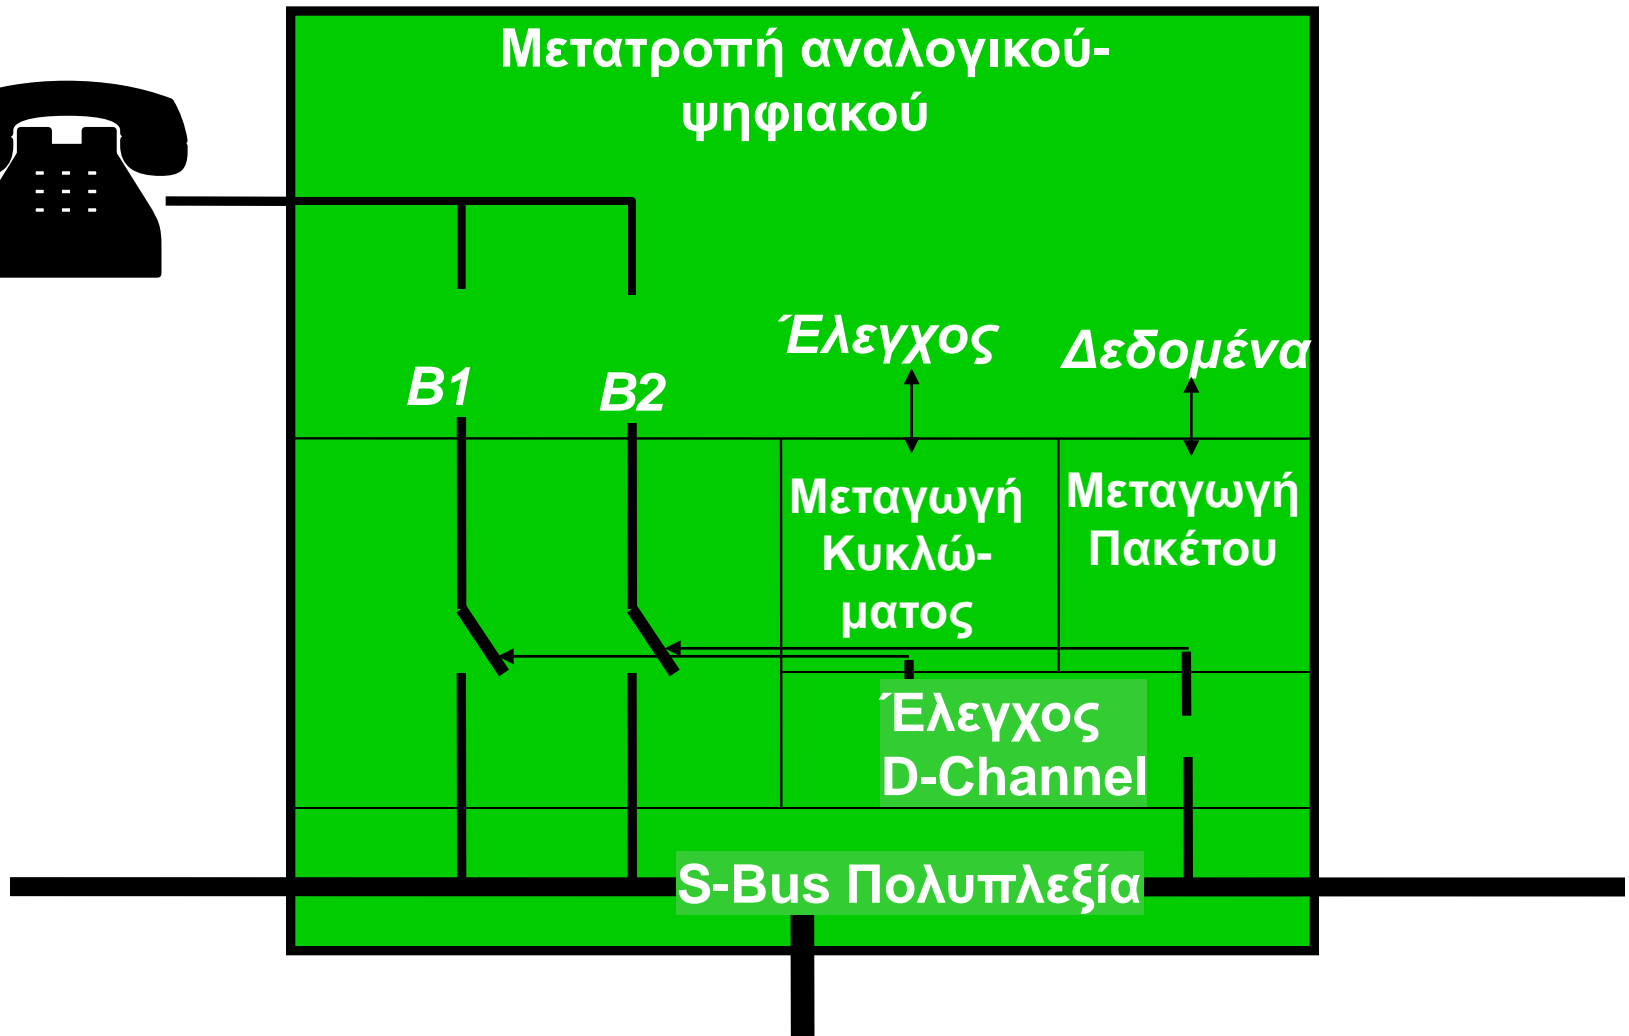 Μετατροπή αναλογικού-
ψηφιακού
Έλεγχος
Δεδομένα
B1
B2
Μεταγωγή
Κυκλώ-
ματος
Μεταγωγή
Πακέτου
Έλεγχος
D-Channel
S-Bus Πολυπλεξία